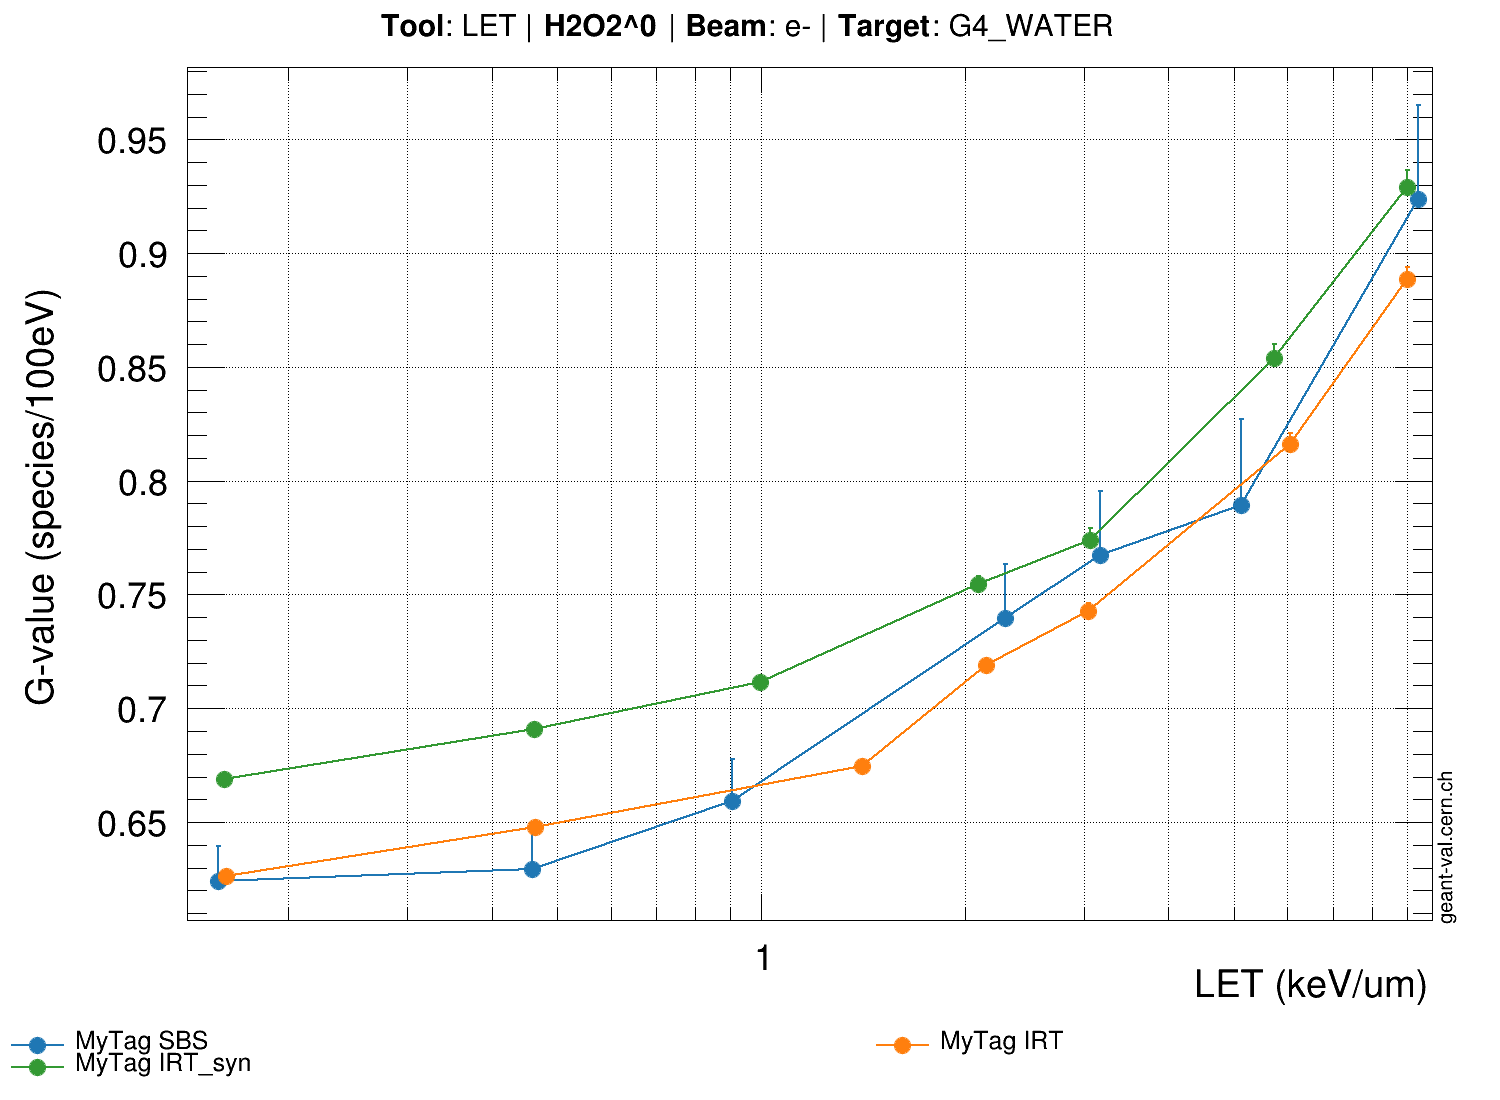 Tool: LET | H2O2^0 | Beam: e- | Target: G4_WATER
G-value (species/100eV)
0.95
0.9
0.85
0.8
0.75
0.7
0.65
1
LET (keV/um)
geant-val.cern.ch
MyTag SBS
MyTag IRT
MyTag IRT_syn